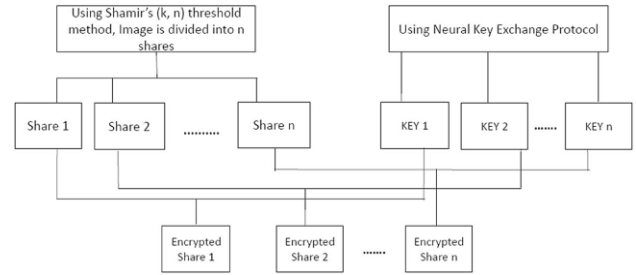 Using Shamir's (k, n) threshold
method, Image is divided into n
shares
Using Neural Key Exchange Protocol
Share 1
Share 2
..........
Share n
KEY 1
KEY 2
.......
KEY n
Encrypted
Share 1
Encrypted
Share 2
.......
Encrypted
Share n